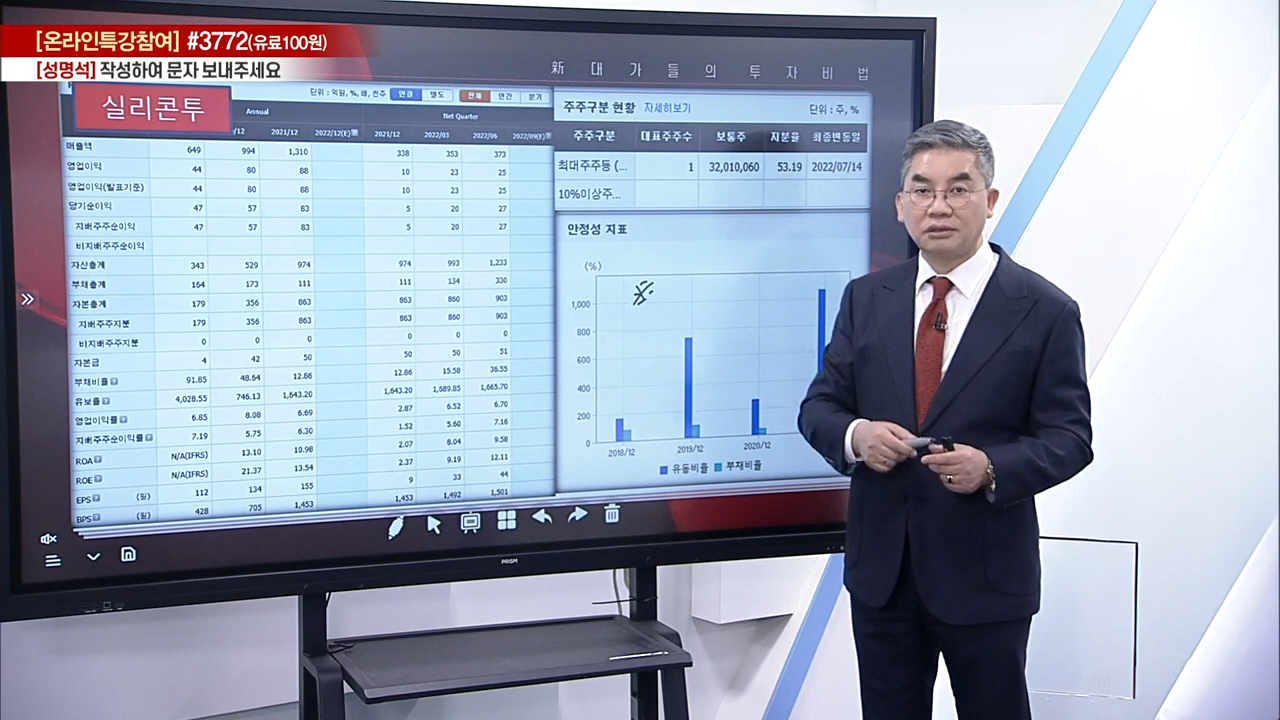 [온라인특강참여] #3772(유료100원)
[성명석] 작성하여 문자 보내주세요
新 대 가 들 의 투 자 비 법
실리콘투
단위 : 억원, %, 배, 천주 연결 별도 전체 연간 분기
Annual Net Quarter
/12 2021/12 2022/12(E) 2021/12 2022/03 2022/06 2022/09(E)
매출액 649 994 1,310 338 353 373
영업이익 44 80 88 10 23 25
영업이익(발표기준) 44 80 88 10 23 25
당기순이익 47 57 83 5 20 27
지배주주순이익 47 57 83 5 20 27
비지배주주순이익
자산총계 343 529 974 974 993 1,233
부채총계 164 173 111 111 134 330
자본총계 179 356 863 863 860 903
지배주주지분 179 356 863 863 860 903
비지배주주지분 0 0 0 0 0 0
자본금 4 42 50 50 50 51
부채비율 91.85 48.64 12.86 12.86 15.58 36.55
유보율 4,028.55 746.13 1,643.20 1,643.20 1,689.85 1,665.70
영업이익률 6.85 8.08 6.69 2.87 6.52 6.70
지배주주순이익률 7.19 5.75 6.30 1.52 5.60 7.16
ROA N/A(IFRS) 13.10 10.98 2.07 8.04 9.58
ROE N/A(IFRS) 21.37 13.54 2.37 9.19 12.11
EPS (원) 112 134 155 9 33 44
BPS (원) 428 705 1,453 1,453 1,492 1,501
주주구분 현황 자세히보기 단위 : 주, %
주주구분 대표주주수 보통주 지분율 최종변동일
최대주주등 (... 1 32,010,060 53.19 2022/07/14
10%이상주...
안정성 지표
(%)
1,000
800
600
400
200
0
2018/12 2019/12 2020/12
유동비율 부채비율
PRISM